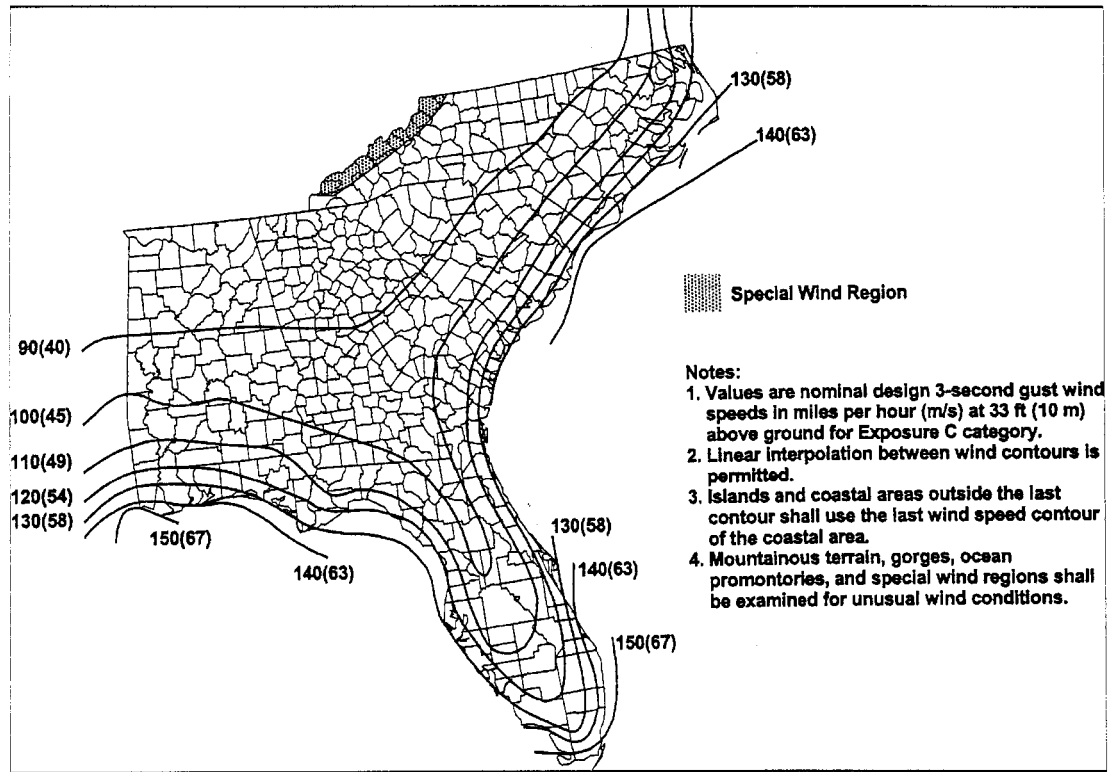 130(58)
140(63)
Special Wind Region
90(40)
100(45)
110(49)
120(54)
130(58)
150(67)
140(63)
130(58)
140(63)
150(67)
Notes:
1. Values are nominal design 3-second gust wind
speeds in miles per hour (m/s) at 33 ft (10 m)
above ground for Exposure C category.
2. Linear interpolation between wind contours is
permitted.
3. Islands and coastal areas outside the last
contour shall use the last wind speed contour
of the coastal area.
4. Mountainous terrain, gorges, ocean
promontories, and special wind regions shall
be examined for unusual wind conditions.